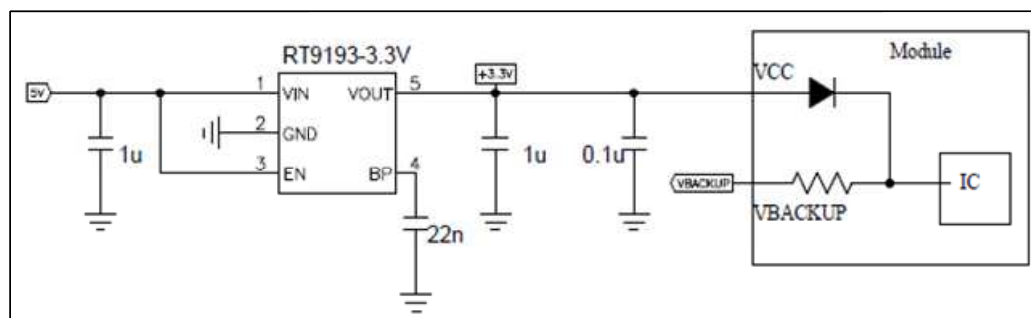 RT9193-3.3V
5V
1
VIN
VOUT
5
+3.3V
VCC
Module
2
GND
1u
3
EN
BP
4
1u
0.1u
VBACKUP
VBACKUP
IC
22n